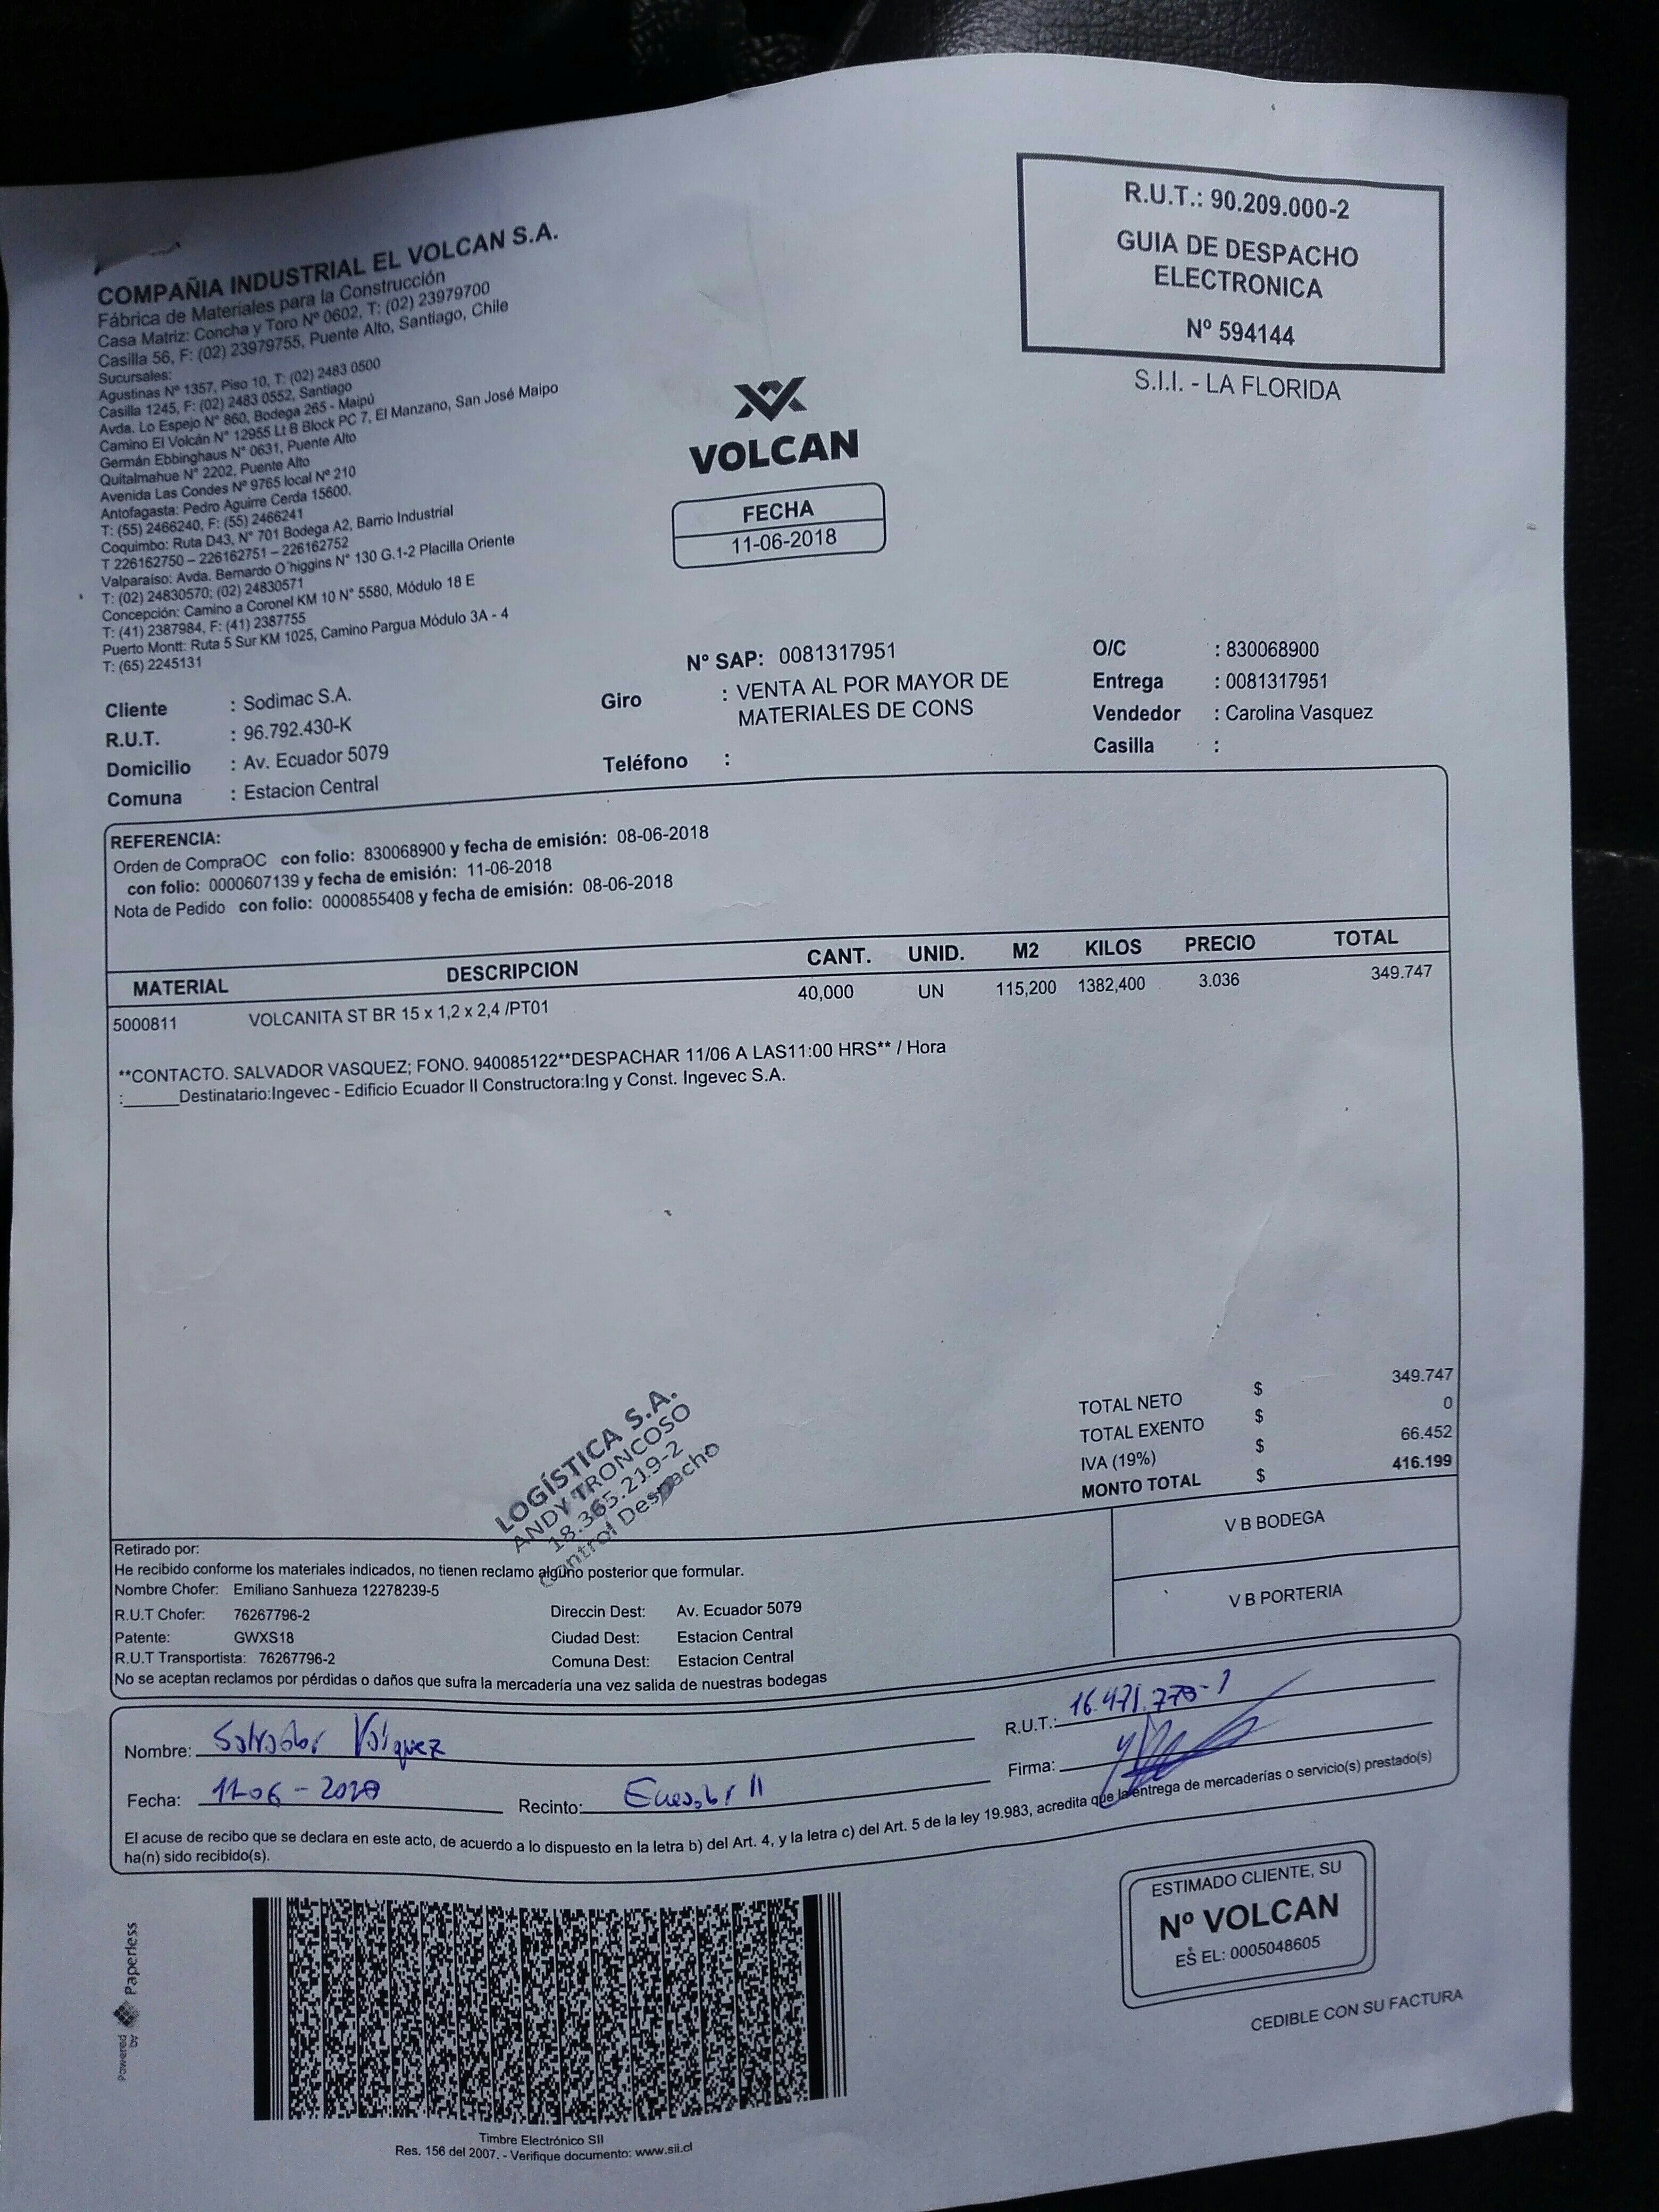 COMPAÑIA INDUSTRIAL EL VOLCAN S.A.
Fábrica de Materiales para la Construcción
Casa Matriz: Concha y Toro Nº 0602, T: (02) 23979700
Casilla 56, F: (02) 23979755, Puente Alto, Santiago, Chile
Sucursales:
Agustinas Nº 1357, Piso 10, T: (02) 2483 0500
Casilla 1245, F: (02) 2483 0552, Santiago
Avda. Lo Espejo N° 860, Bodega 265 - Maipú
Camino El Volcán N° 12955 Lt B Block PC 7, El Manzano, San José Maipo
Germán Ebbinghaus N° 0631, Puente Alto
Quitalmahue N° 2202, Puente Alto
Avenida Las Condes Nº 9765 local Nº 210
Antofagasta: Pedro Aguirre Cerda 15600.
T: (55) 2466240, F: (55) 2466241
Coquimbo: Ruta D43, N° 701 Bodega A2, Barrio Industrial
T 226162750 – 226162751 – 226162752
Valparaíso: Avda. Bernardo O´higgins N° 130 G.1-2 Placilla Oriente
T: (02) 24830570; (02) 24830571
Concepción: Camino a Coronel KM 10 N° 5580, Módulo 18 E
T: (41) 2387984, F: (41) 2387755
Puerto Montt: Ruta 5 Sur KM 1025, Camino Pargua Módulo 3A - 4
T: (65) 2245131
R.U.T.: 90.209.000-2
GUIA DE DESPACHO
ELECTRONICA
Nº 594144
S.I.I. - LA FLORIDA
VOLCAN
FECHA
11-06-2018
Nº SAP: 0081317951
Cliente : Sodimac S.A.
R.U.T. : 96.792.430-K
Domicilio : Av. Ecuador 5079
Comuna : Estacion Central
Giro : VENTA AL POR MAYOR DE
MATERIALES DE CONS
Teléfono :
O/C : 830068900
Entrega : 0081317951
Vendedor : Carolina Vasquez
Casilla :
REFERENCIA:
Orden de CompraOC con folio: 830068900 y fecha de emisión: 08-06-2018
con folio: 0000607139 y fecha de emisión: 11-06-2018
Nota de Pedido con folio: 0000855408 y fecha de emisión: 08-06-2018
MATERIAL DESCRIPCION CANT. UNID. M2 KILOS PRECIO TOTAL
5000811 VOLCANITA ST BR 15 x 1,2 x 2,4 /PT01 40,000 UN 115,200 1382,400 3.036 349.747
**CONTACTO. SALVADOR VASQUEZ; FONO. 940085122**DESPACHAR 11/06 A LAS11:00 HRS** / Hora
:______Destinatario:Ingevec - Edificio Ecuador II Constructora:Ing y Const. Ingevec S.A.
TOTAL NETO $ 349.747
TOTAL EXENTO $ 0
IVA (19%) $ 66.452
MONTO TOTAL $ 416.199
LOGÍSTICA S.A.
ANDY TRONCOSO
18.365.219-2
Control Despacho
V B BODEGA
V B PORTERIA
Retirado por:
He recibido conforme los materiales indicados, no tienen reclamo alguno posterior que formular.
Nombre Chofer: Emiliano Sanhueza 12278239-5
R.U.T Chofer: 76267796-2 Direccin Dest: Av. Ecuador 5079
Patente: GWXS18 Ciudad Dest: Estacion Central
R.U.T Transportista: 76267796-2 Comuna Dest: Estacion Central
No se aceptan reclamos por pérdidas o daños que sufra la mercadería una vez salida de nuestras bodegas
Nombre: Salvador Vasquez R.U.T.:
Fecha: 11-06-2018 Recinto: Ecuador II Firma:
El acuse de recibo que se declara en este acto, de acuerdo a lo dispuesto en la letra b) del Art. 4, y la letra c) del Art. 5 de la ley 19.983, acredita que la entrega de mercaderías o servicio(s) prestado(s)
ha(n) sido recibido(s).
Powered by Paperless
ESTIMADO CLIENTE, SU
Nº VOLCAN
ES EL: 0005048605
CEDIBLE CON SU FACTURA
Timbre Electrónico SII
Res. 156 del 2007. - Verifique documento: www.sii.cl